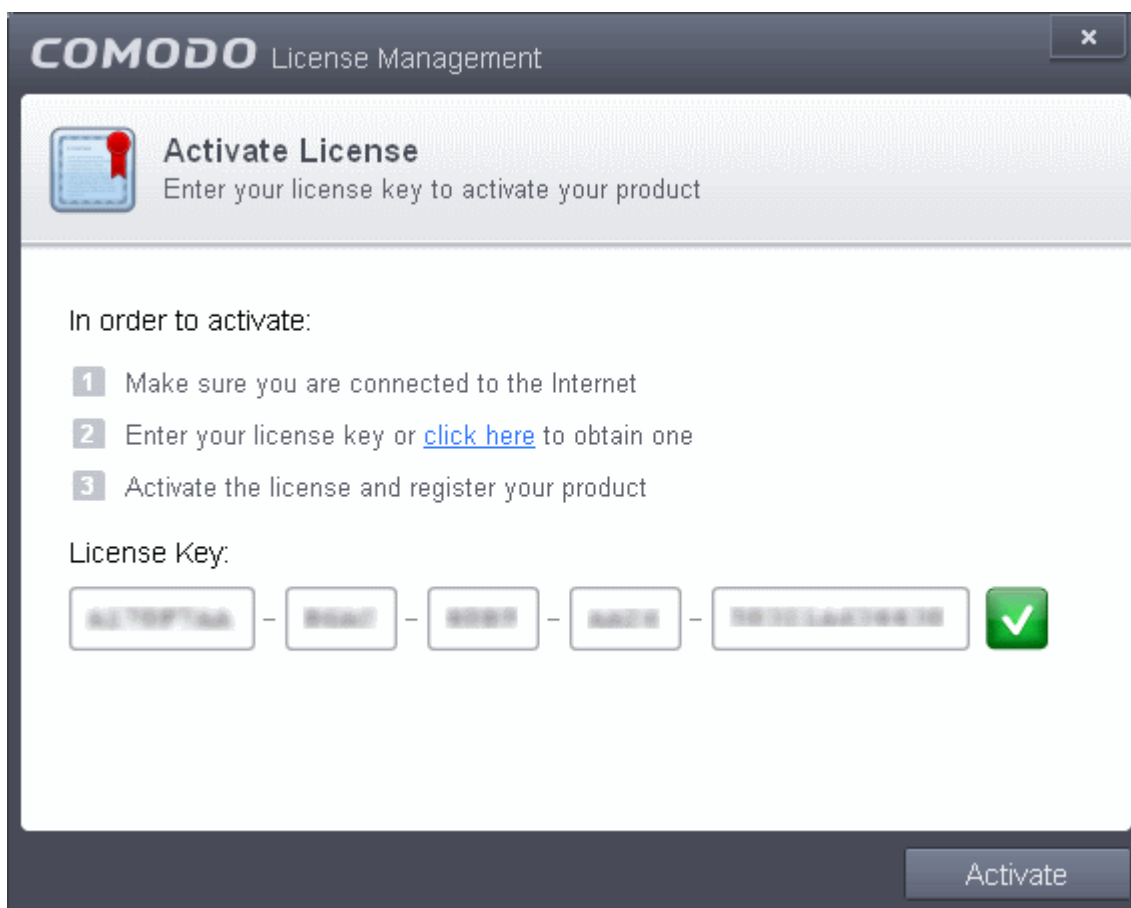 COMODO License Management
Activate License
Enter your license key to activate your product
In order to activate:
1 Make sure you are connected to the Internet
2 Enter your license key or click here to obtain one
3 Activate the license and register your product
License Key:
- - - -
Activate